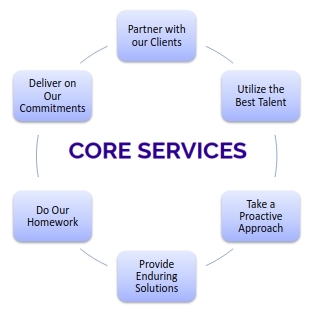 Partner with
our Clients
Utilize the
Best Talent
Take a
Proactive
Approach
Provide
Enduring
Solutions
Do Our
Homework
Deliver on
Our
Commitments
CORE SERVICES